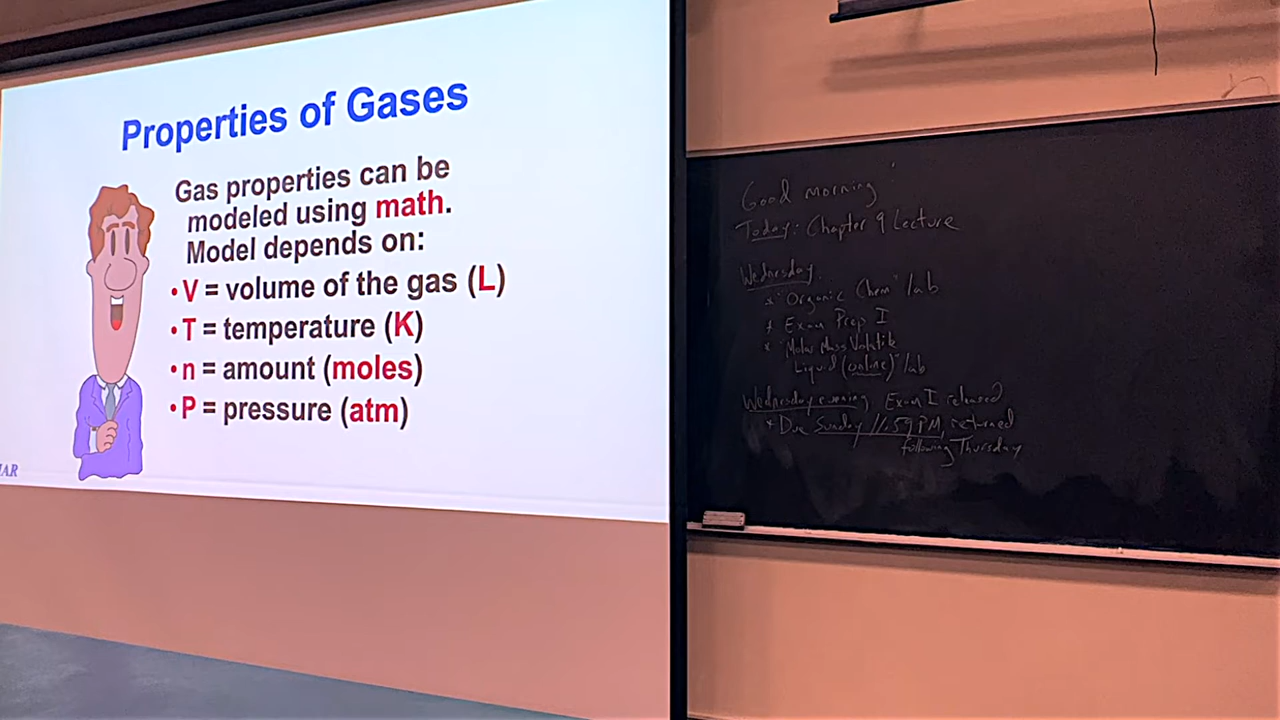 Properties of Gases
Gas properties can be
modeled using math.
Model depends on:
• V = volume of the gas (L)
• T = temperature (K)
• n = amount (moles)
• P = pressure (atm)
Good morning
Today: Chapter 9 Lecture
Wednesday.
* "Organic Chem" lab
* Exam Prep I
* "Molar Mass Volatile
Liquid (online)" lab
Wednesday evening, Exam I released
* Due Sunday 11:59 PM, returned
following Thursday